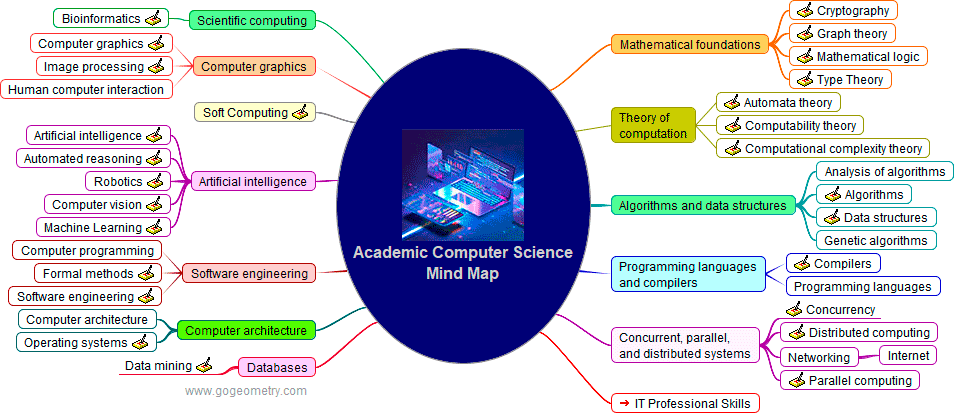 Bioinformatics
Scientific computing
Computer graphics
Image processing
Human computer interaction
Computer graphics
Soft Computing
Artificial intelligence
Automated reasoning
Robotics
Computer vision
Machine Learning
Artificial intelligence
Computer programming
Formal methods
Software engineering
Software engineering
Computer architecture
Operating systems
Computer architecture
Data mining
Databases
www.gogeometry.com
Academic Computer Science
Mind Map
Mathematical foundations
Cryptography
Graph theory
Mathematical logic
Type Theory
Theory of
computation
Automata theory
Computability theory
Computational complexity theory
Algorithms and data structures
Analysis of algorithms
Algorithms
Data structures
Genetic algorithms
Programming languages
and compilers
Compilers
Programming languages
Concurrent, parallel,
and distributed systems
Concurrency
Distributed computing
Networking
Internet
Parallel computing
IT Professional Skills